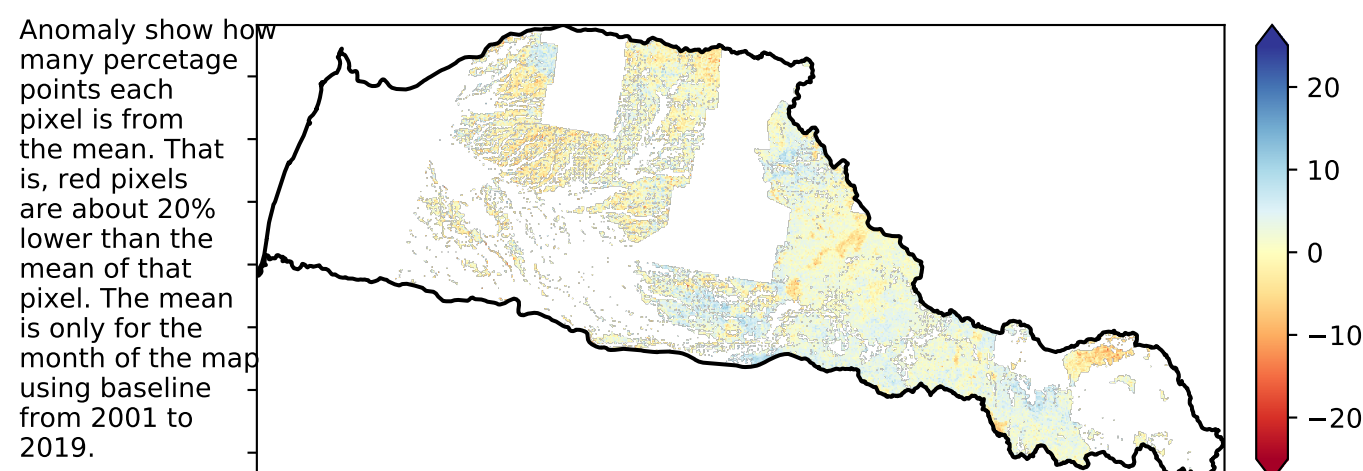 Anomaly show how
many percetage
points each
pixel is from
the mean. That
is, red pixels
are about 20%
lower than the
mean of that
pixel. The mean
is only for the
month of the map
using baseline
from 2001 to
2019.
20
10
0
−10
−20